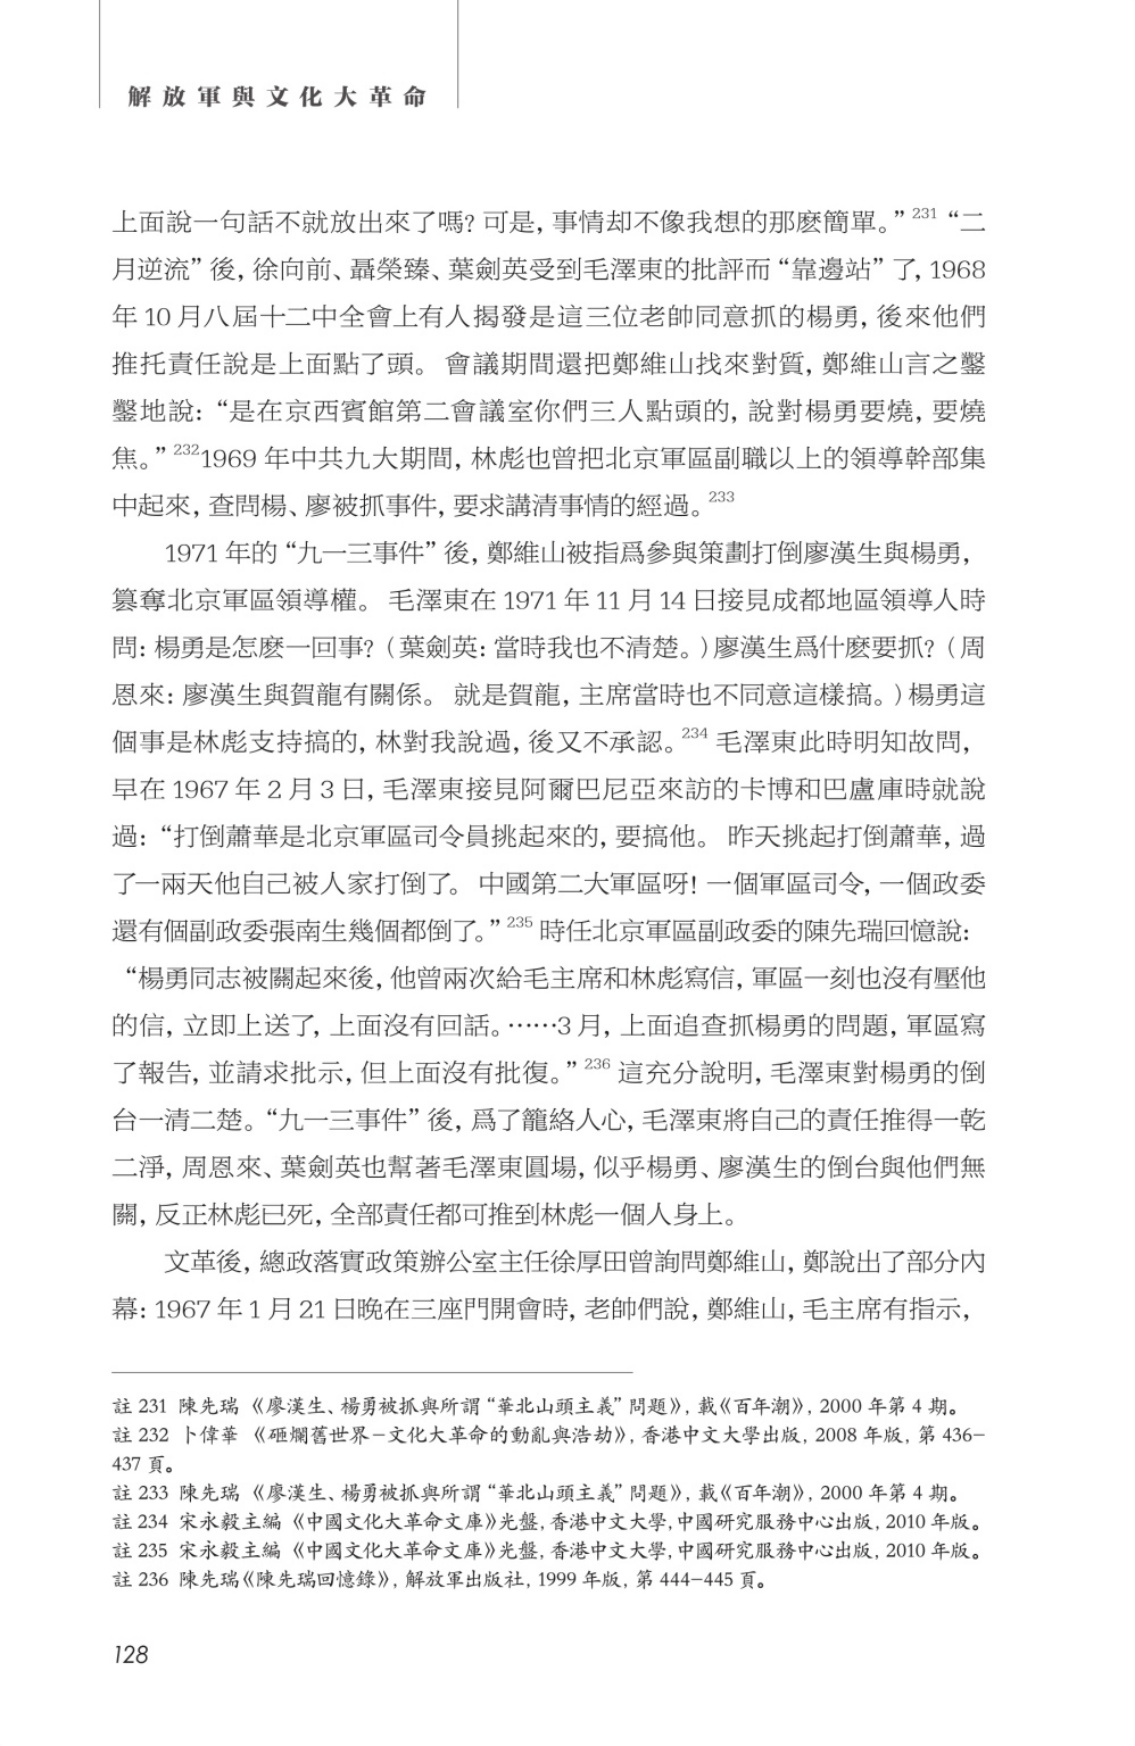 解放軍與文化大革命
上面說一句話不就放出來了嗎? 可是, 事情却不像我想的那麽簡單。” 231 “二
月逆流” 後, 徐向前、聶榮臻、葉劍英受到毛澤東的批評而 “靠邊站” 了, 1968
年 10 月八屆十二中全會上有人揭發是這三位老帥同意抓的楊勇, 後來他們
推托責任說是上面點了頭。 會議期間還把鄭維山找來對質, 鄭維山言之鑿
鑿地說: “是在京西賓館第二會議室你們三人點頭的, 說對楊勇要燒, 要燒
焦。” 2321969 年中共九大期間, 林彪也曾把北京軍區副職以上的領導幹部集
中起來, 查問楊、廖被抓事件, 要求講清事情的經過。233
1971 年的 “九一三事件” 後, 鄭維山被指爲參與策劃打倒廖漢生與楊勇,
篡奪北京軍區領導權。 毛澤東在 1971 年 11 月 14 日接見成都地區領導人時
問: 楊勇是怎麽一回事? ( 葉劍英: 當時我也不清楚。) 廖漢生爲什麽要抓? ( 周
恩來: 廖漢生與賀龍有關係。 就是賀龍, 主席當時也不同意這樣搞。) 楊勇這
個事是林彪支持搞的, 林對我說過, 後又不承認。234 毛澤東此時明知故問,
早在 1967 年 2 月 3 日, 毛澤東接見阿爾巴尼亞來訪的卡博和巴盧庫時就說
過: “打倒蕭華是北京軍區司令員挑起來的, 要搞他。 昨天挑起打倒蕭華, 過
了一兩天他自己被人家打倒了。 中國第二大軍區呀! 一個軍區司令, 一個政委
還有個副政委張南生幾個都倒了。” 235 時任北京軍區副政委的陳先瑞回憶說:
“楊勇同志被關起來後, 他曾兩次給毛主席和林彪寫信, 軍區一刻也沒有壓他
的信, 立即上送了, 上面沒有回話。……3 月, 上面追查抓楊勇的問題, 軍區寫
了報告, 並請求批示, 但上面沒有批復。” 236 這充分說明, 毛澤東對楊勇的倒
台一清二楚。“九一三事件” 後, 爲了籠絡人心, 毛澤東將自己的責任推得一乾
二淨, 周恩來、葉劍英也幫著毛澤東圓場, 似乎楊勇、廖漢生的倒台與他們無
關, 反正林彪已死, 全部責任都可推到林彪一個人身上。
文革後, 總政落實政策辦公室主任徐厚田曾詢問鄭維山, 鄭說出了部分內
幕: 1967 年 1 月 21 日晚在三座門開會時, 老帥們說, 鄭維山, 毛主席有指示,
註 231 陳先瑞 《廖漢生、楊勇被抓與所謂 “華北山頭主義” 問題》, 載《百年潮》, 2000 年第 4 期。
註 232 卜偉華 《砸爛舊世界－文化大革命的動亂與浩劫》, 香港中文大學出版, 2008 年版, 第 436–
437 頁。
註 233 陳先瑞 《廖漢生、楊勇被抓與所謂 “華北山頭主義” 問題》, 載《百年潮》, 2000 年第 4 期。
註 234 宋永毅主編 《中國文化大革命文庫》光盤, 香港中文大學, 中國研究服務中心出版, 2010 年版。
註 235 宋永毅主編 《中國文化大革命文庫》光盤, 香港中文大學, 中國研究服務中心出版, 2010 年版。
註 236 陳先瑞《陳先瑞回憶錄》, 解放軍出版社, 1999 年版, 第 444–445 頁。
128